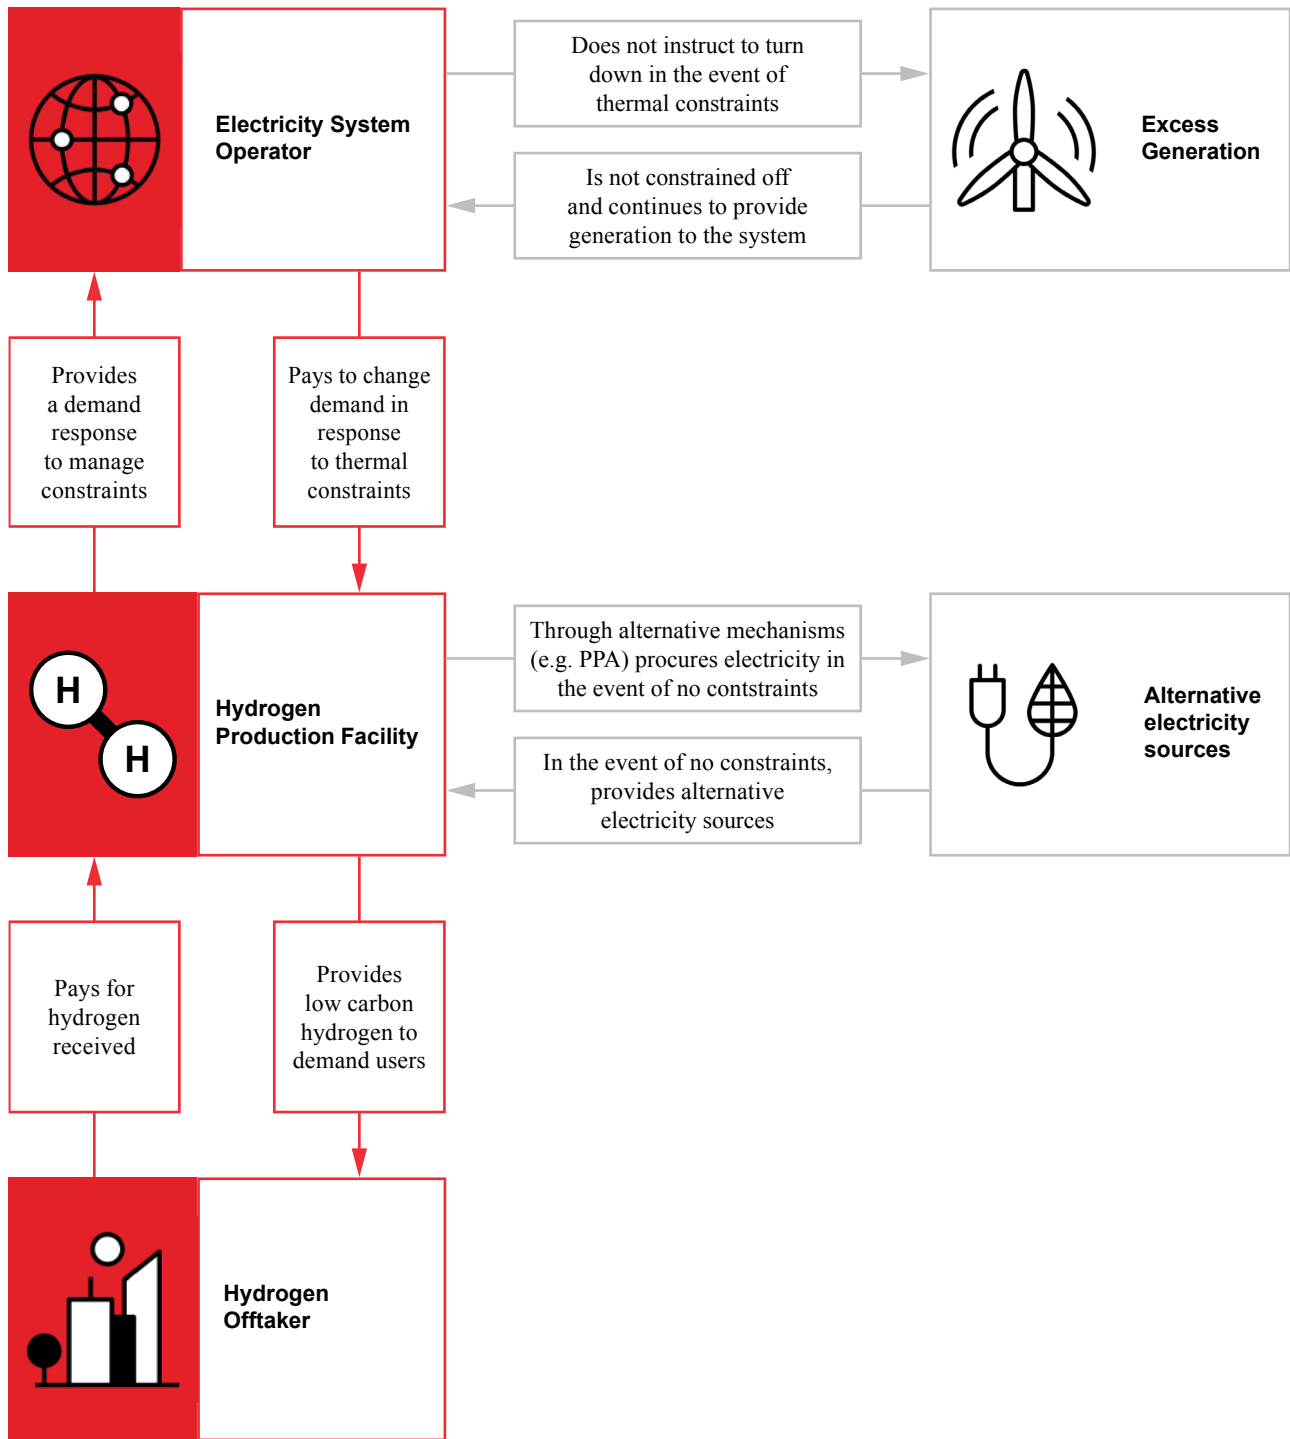 Does not instruct to turn
down in the event of
thermal constraints
Electricity System
Operator
Excess
Generation
Is not constrained off
and continues to provide
generation to the system
Provides
a demand
response
to manage
constraints
Pays to change
demand in
response
to thermal
constraints
Through alternative mechanisms
(e.g. PPA) procures electricity in
the event of no contstraints
H
H
Hydrogen
Production Facility
Alternative
electricity
sources
In the event of no constraints,
provides alternative
electricity sources
Pays for
hydrogen
received
Provides
low carbon
hydrogen to
demand users
Hydrogen
Offtaker